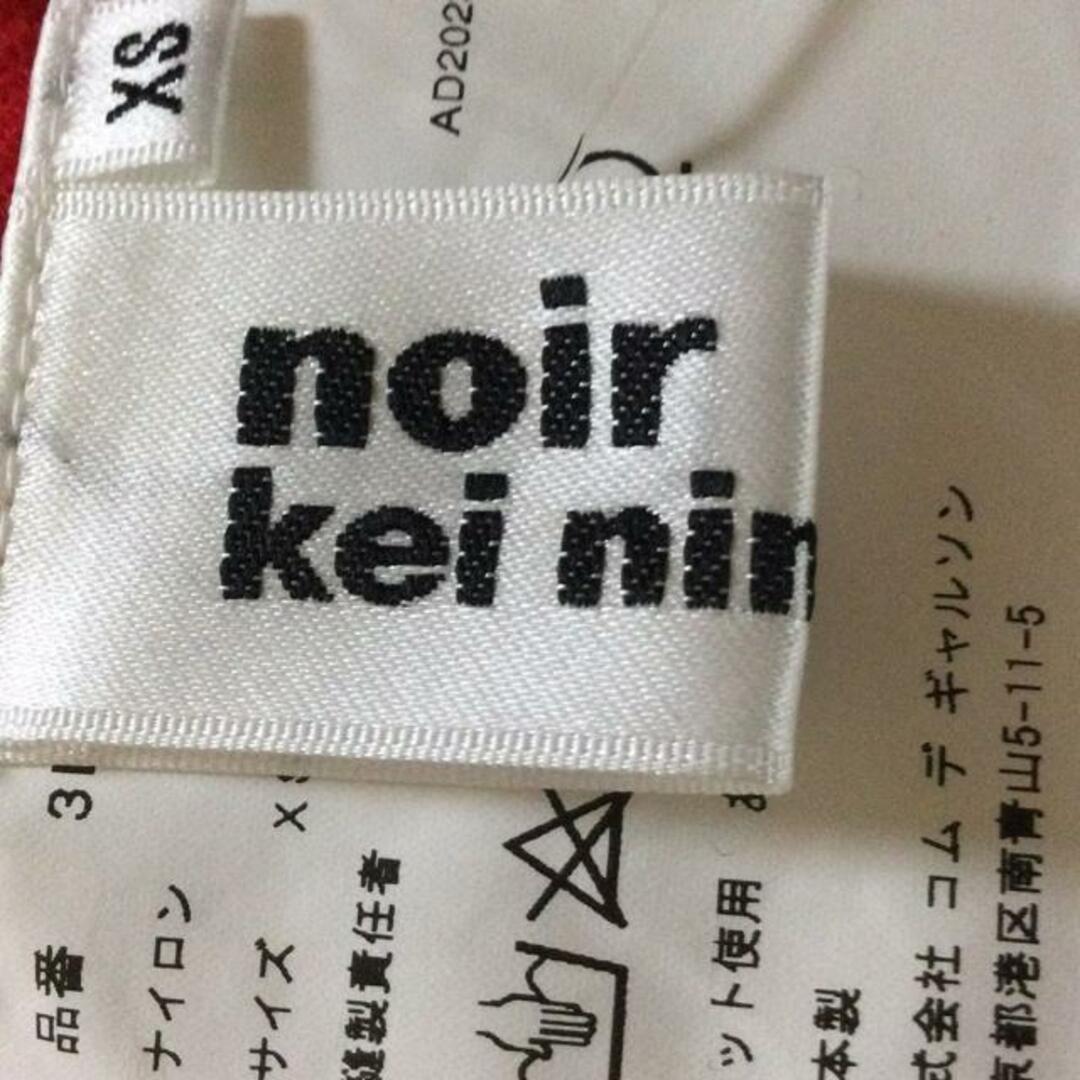 XS
noir
kei nin
AD202
品番 3
ナイロン
サイズ XS
縫製責任者
ット使用
本製
式会社 コム デ ギャルソン
京都港区南青山5-11-5